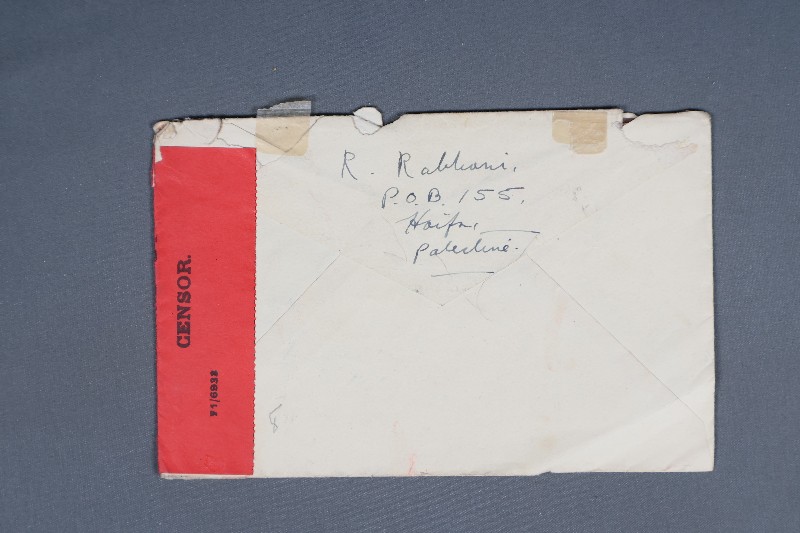 R. Rabbani,
P.O.B. 155,
Haifa,
Palestine.
CENSOR.